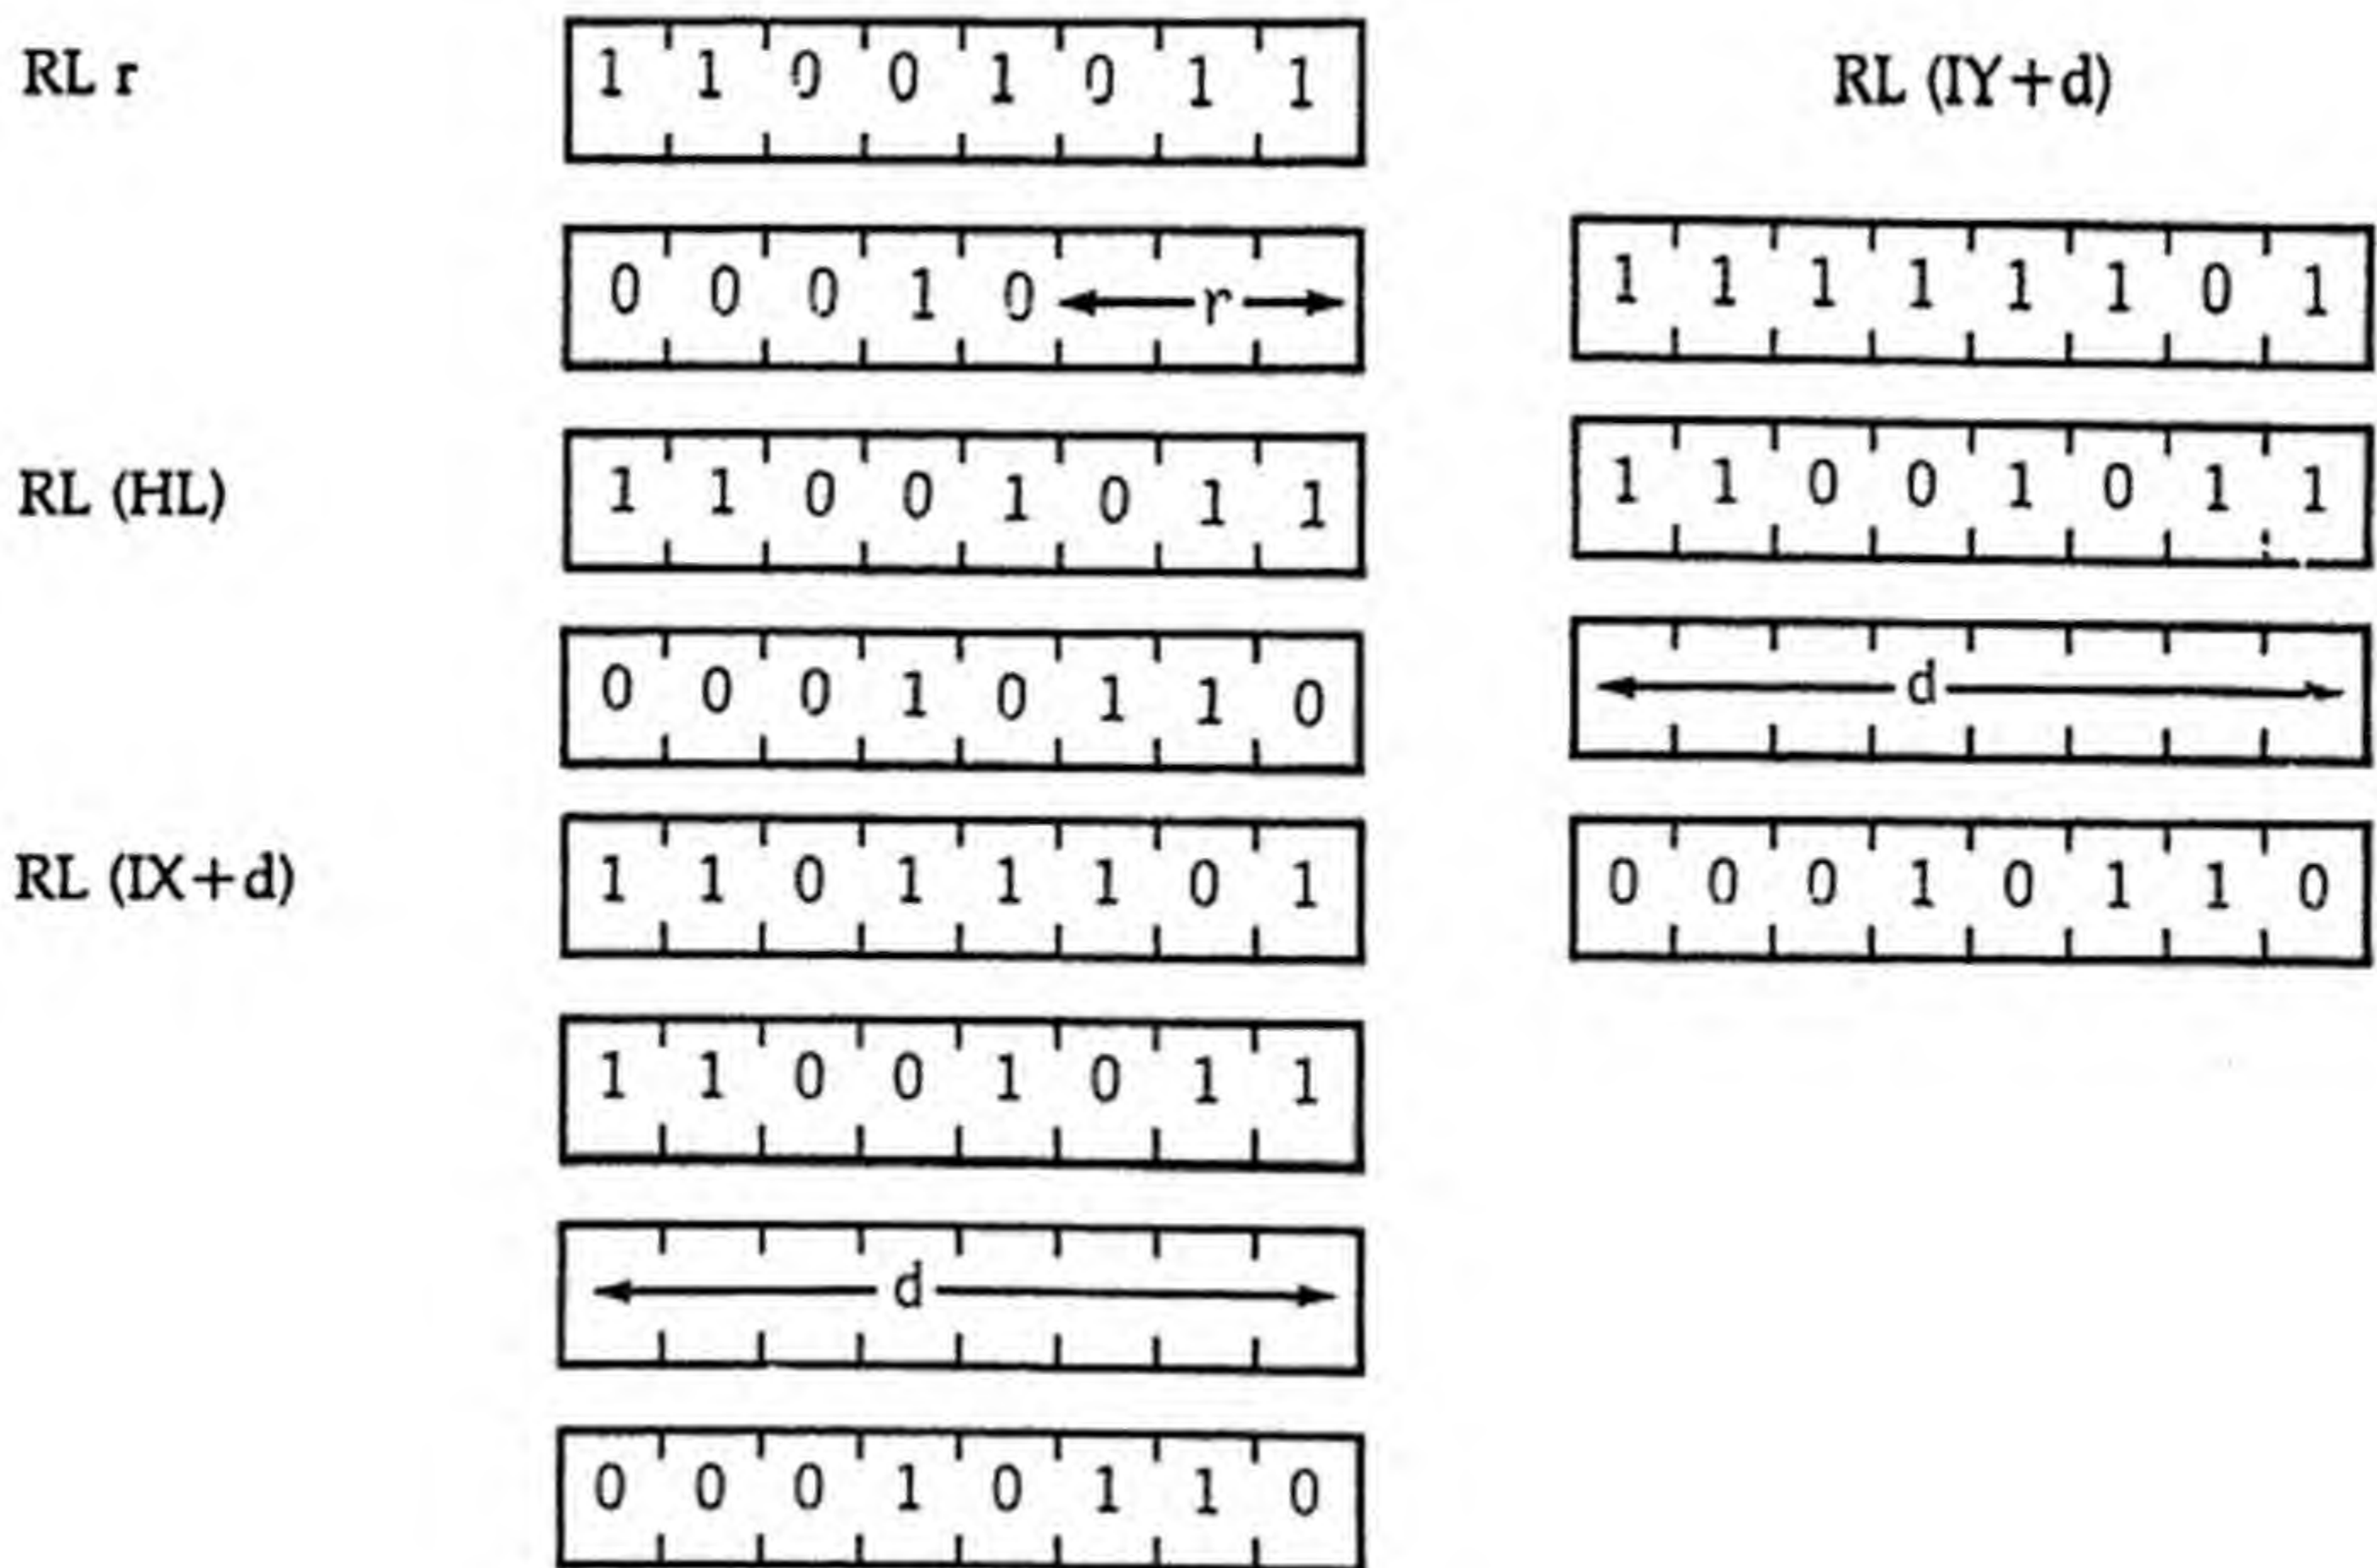 RL r
1 1 0 0 1 0 1 1
0 0 0 1 0 r
RL (HL)
1 1 0 0 1 0 1 1
0 0 0 1 0 1 1 0
RL (IX+d)
1 1 0 1 1 1 0 1
1 1 0 0 1 0 1 1
d
0 0 0 1 0 1 1 0
RL (IY+d)
1 1 1 1 1 1 0 1
1 1 0 0 1 0 1 1
d
0 0 0 1 0 1 1 0